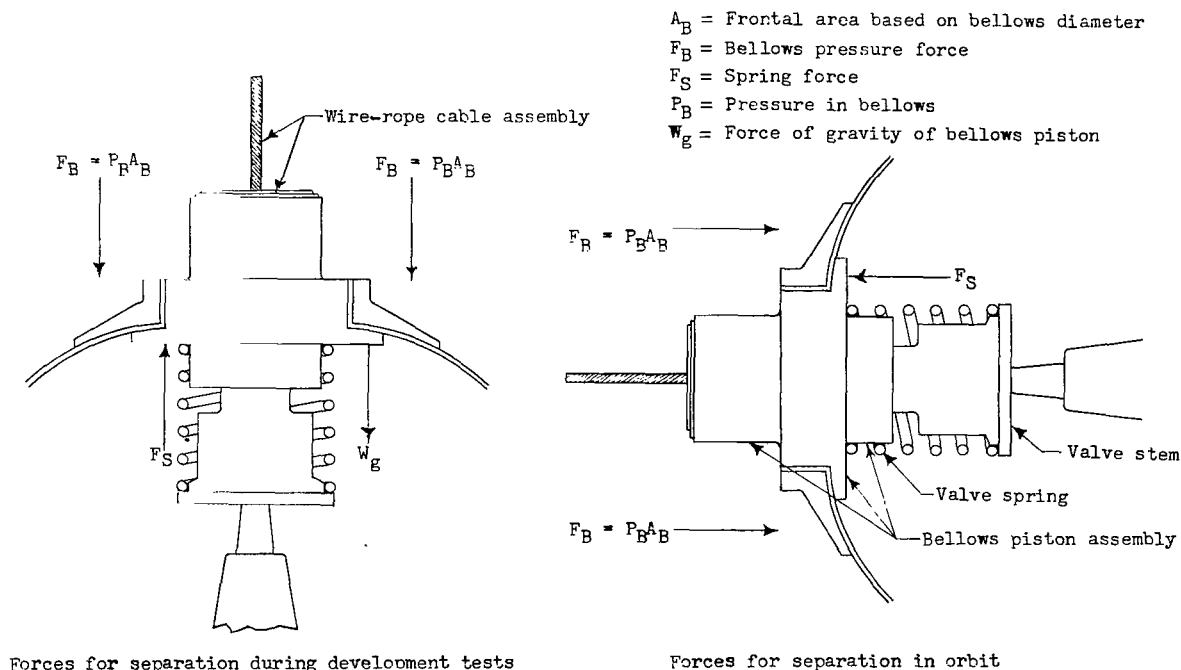 A_B = Frontal area based on bellows diameter
F_B = Bellows pressure force
F_S = Spring force
P_B = Pressure in bellows
W_g = Force of gravity of bellows piston
Wire-rope cable assembly
F_B = P_BA_B
F_B = P_BA_B
F_S
W_g
Forces for separation during development tests
F_B = P_BA_B
F_S
Valve stem
Valve spring
Bellows piston assembly
F_B = P_BA_B
Forces for separation in orbit